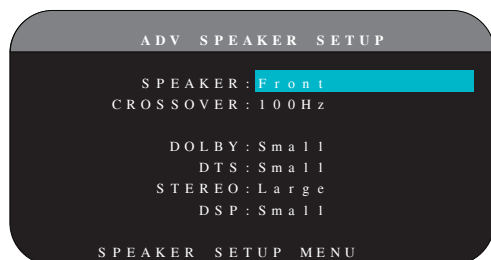 ADV SPEAKER SETUP
SPEAKER: Front
CROSSOVER: 100Hz
DOLBY: Small
DTS: Small
STEREO: Large
DSP: Small
SPEAKER SETUP MENU